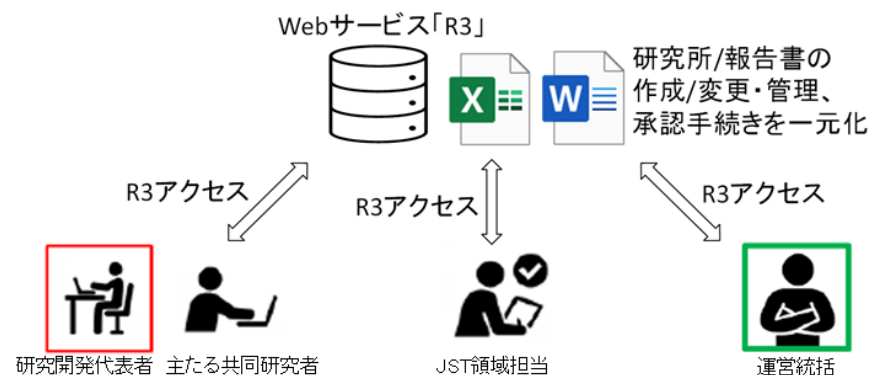 Webサービス「R3」
X
W
研究所/報告書の
作成/変更・管理、
承認手続きを一元化
R3アクセス
R3アクセス
R3アクセス
研究開発代表者
主たる共同研究者
JST領域担当
運営統括